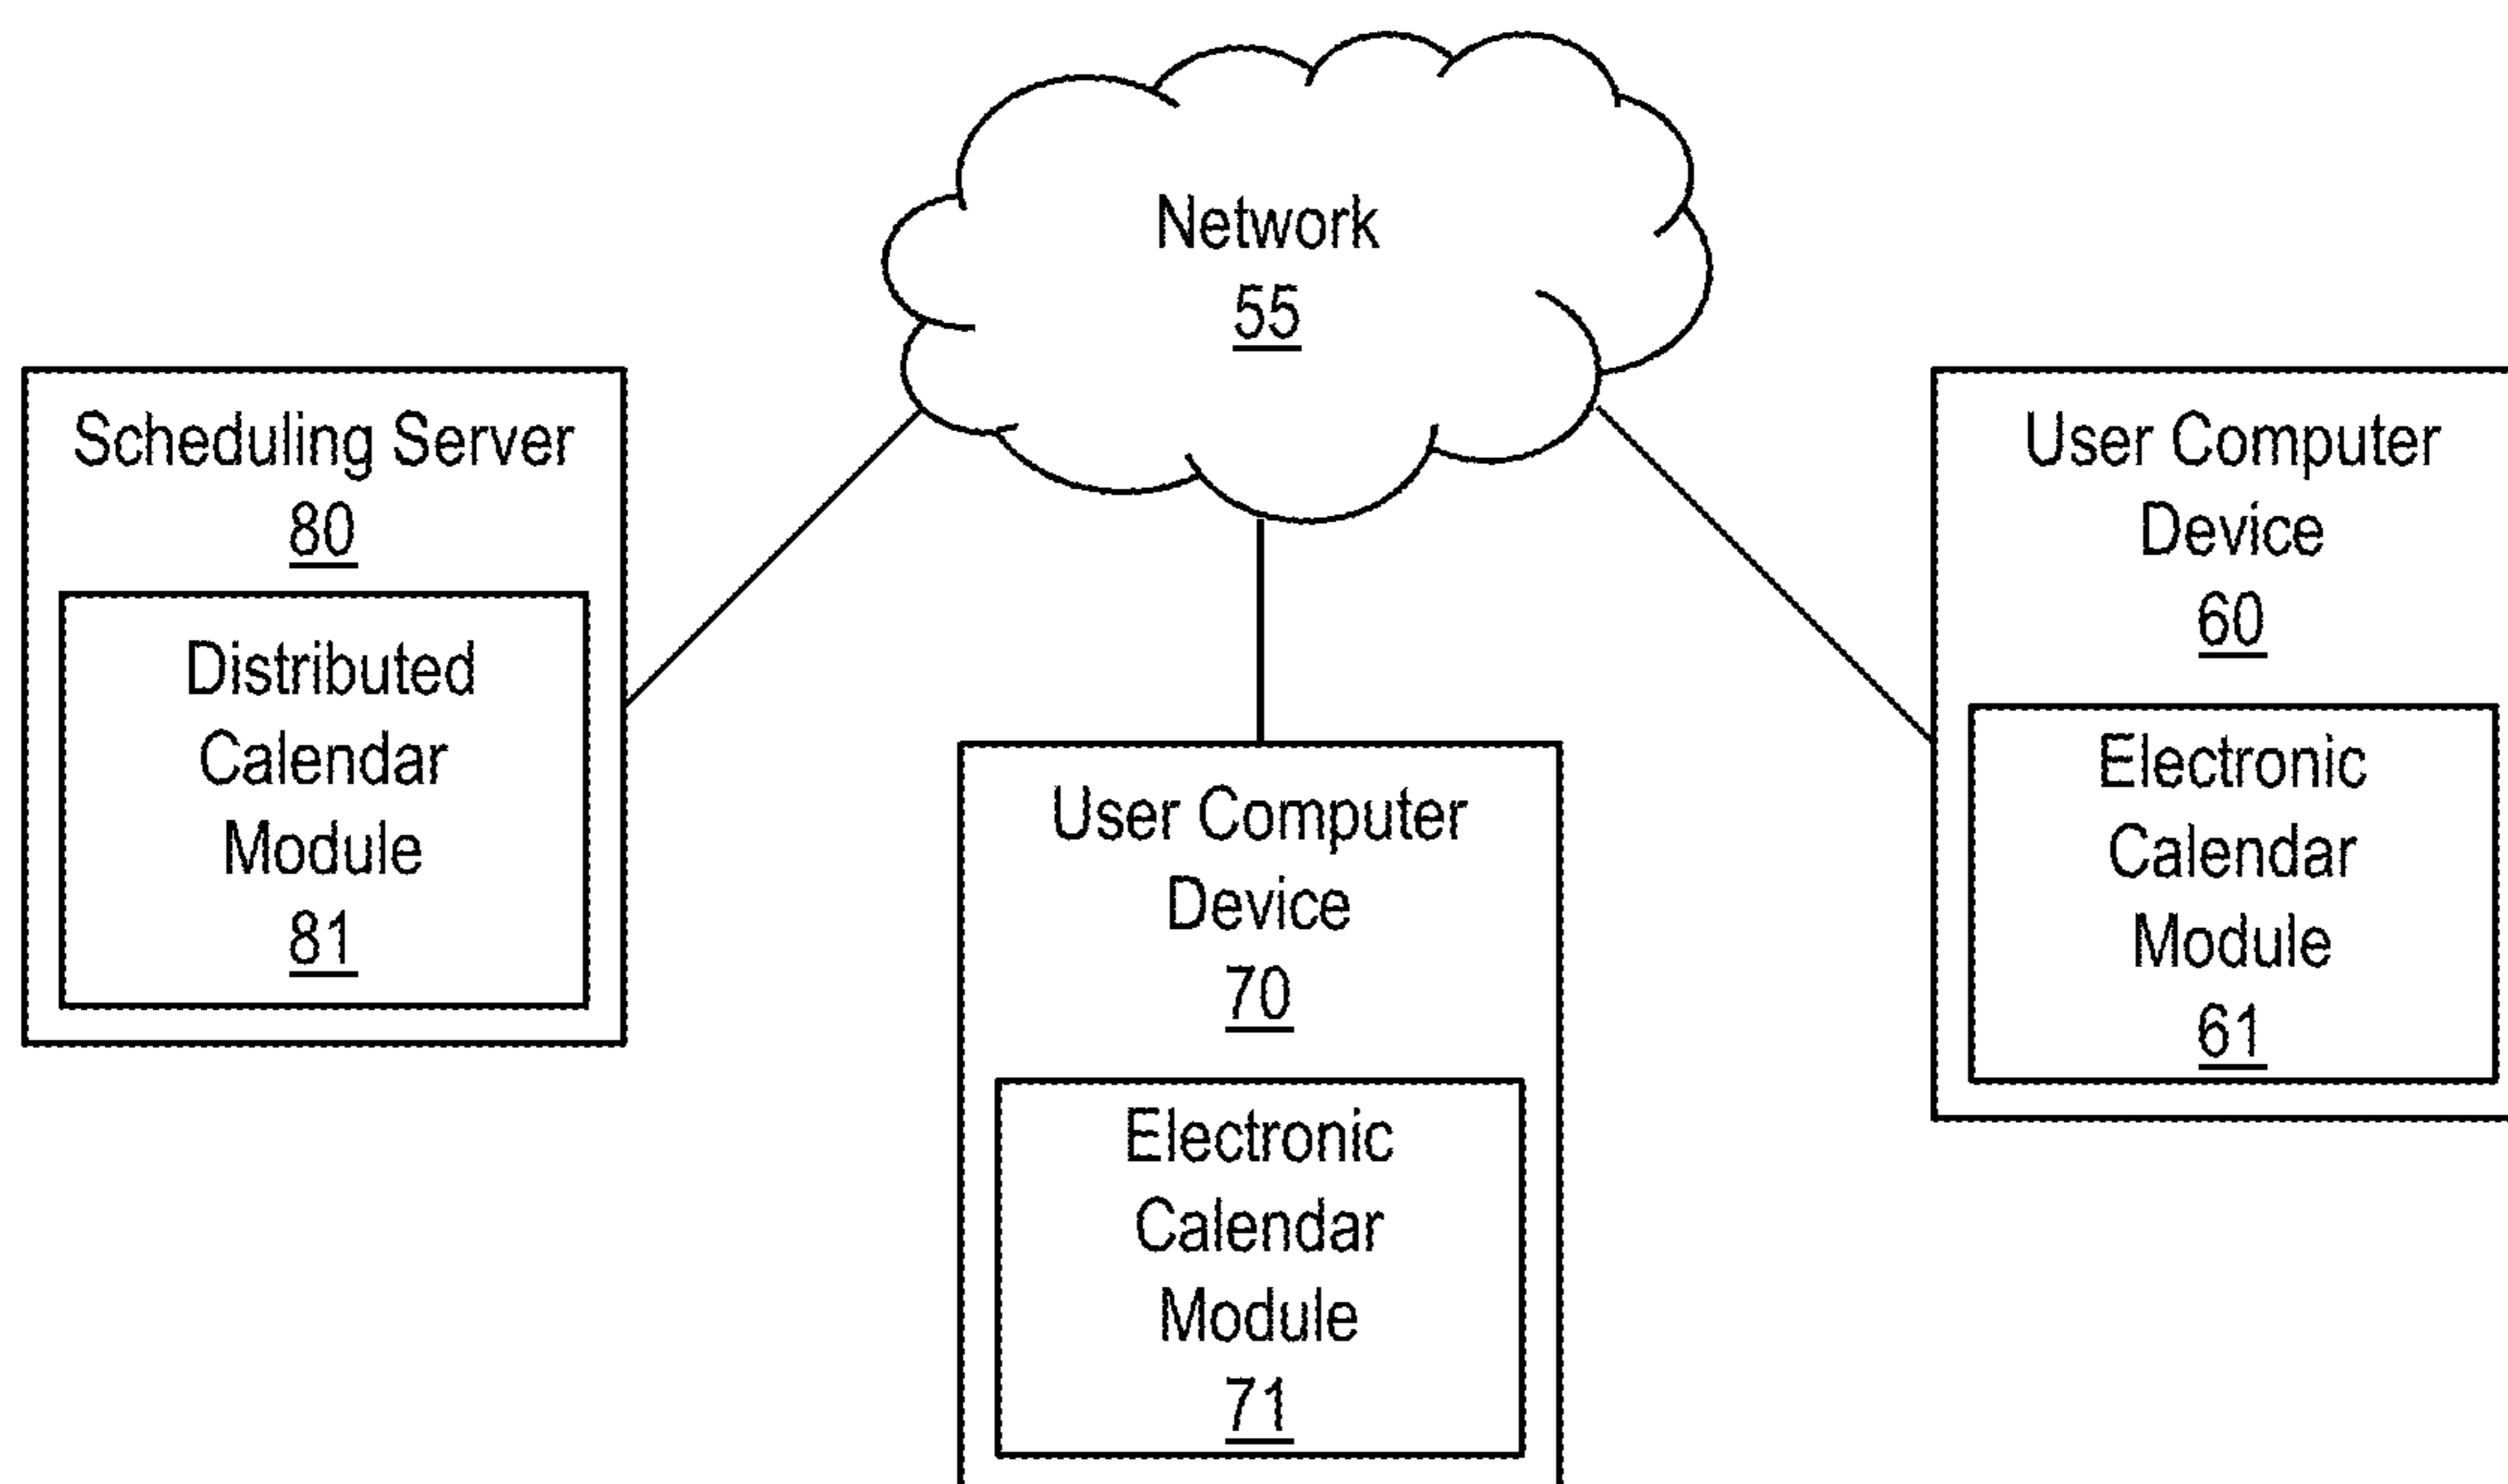 Network
55
Scheduling Server
80
Distributed
Calendar
Module
81
User Computer
Device
70
Electronic
Calendar
Module
71
User Computer
Device
60
Electronic
Calendar
Module
61